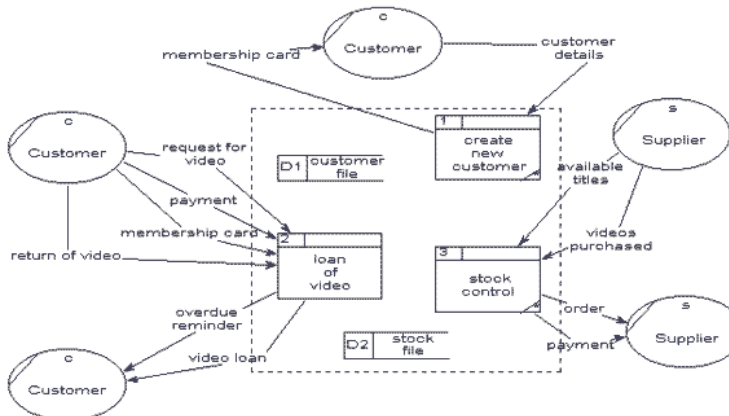 c
Customer
membership card
customer
details
c
Customer
request for
video
payment
membership card
return of video
D1
customer
file
1
create
new
customer
s
Supplier
available
titles
videos
purchased
2
loan
of
video
3
stock
control
overdue
reminder
video loan
D2
stock
file
order
payment
s
Supplier
c
Customer